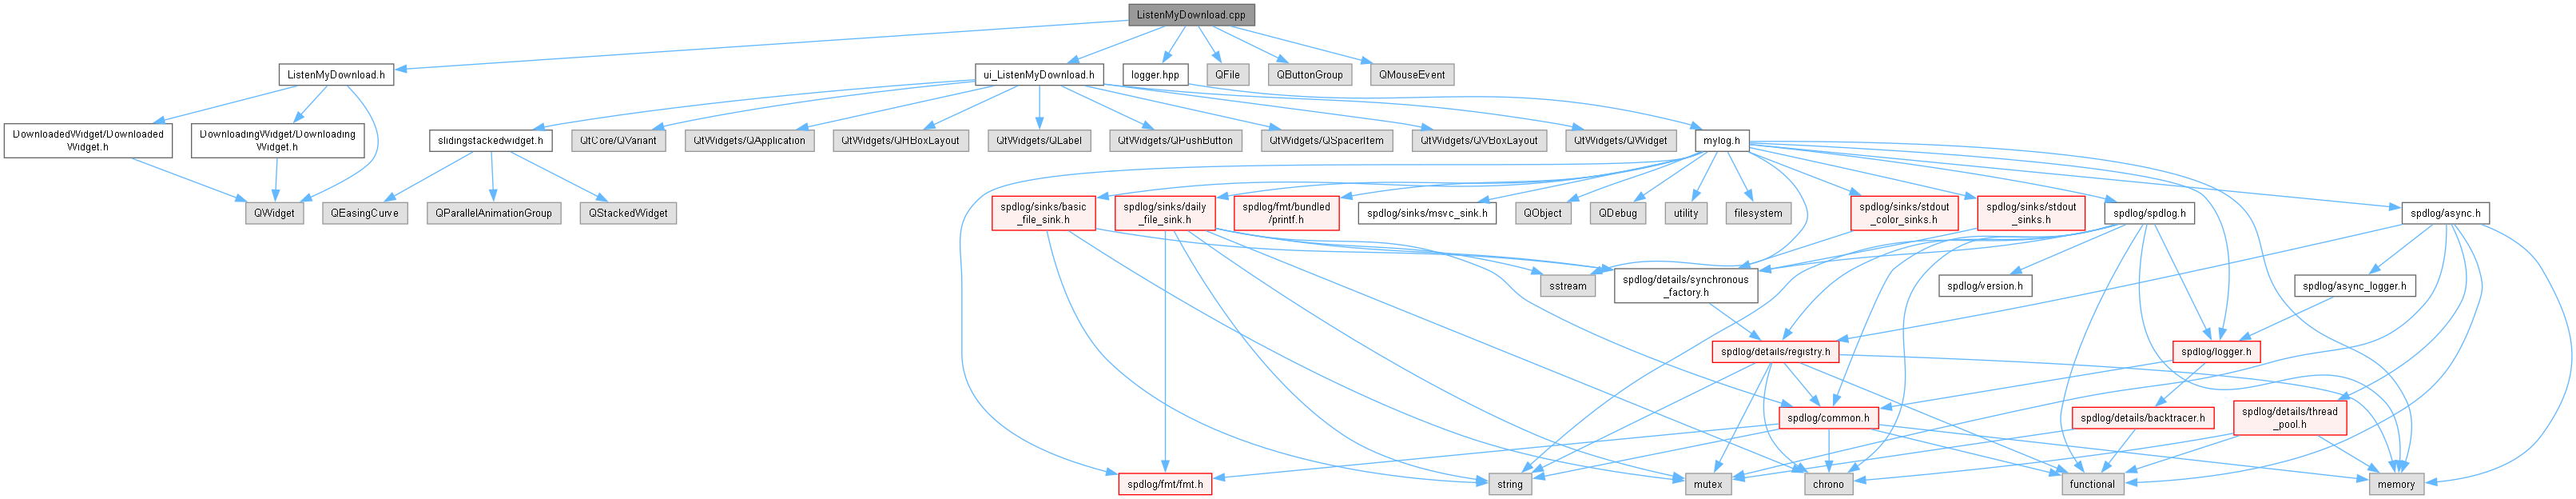 ListenMyDownload.cpp
ListenMyDownload.h
ui_ListenMyDownload.h
logger.hpp
QFile
QButtonGroup
QMouseEvent
DownloadedWidget/Downloaded
Widget.h
DownloadingWidget/Downloading
Widget.h
slidingstackedwidget.h
QtCore/QVariant
QtWidgets/QApplication
QtWidgets/QHBoxLayout
QtWidgets/QLabel
QtWidgets/QPushButton
QtWidgets/QSpacerItem
QtWidgets/QVBoxLayout
QtWidgets/QWidget
mylog.h
QWidget
QEasingCurve
QParallelAnimationGroup
QStackedWidget
spdlog/sinks/basic
_file_sink.h
spdlog/sinks/daily
_file_sink.h
spdlog/fmt/bundled
/printf.h
spdlog/sinks/msvc_sink.h
QObject
QDebug
utility
filesystem
spdlog/sinks/stdout
_color_sinks.h
spdlog/sinks/stdout
_sinks.h
spdlog/spdlog.h
spdlog/async.h
sstream
spdlog/details/synchronous
_factory.h
spdlog/version.h
spdlog/async_logger.h
spdlog/details/registry.h
spdlog/logger.h
spdlog/common.h
spdlog/details/backtracer.h
spdlog/details/thread
_pool.h
spdlog/fmt/fmt.h
string
mutex
chrono
functional
memory